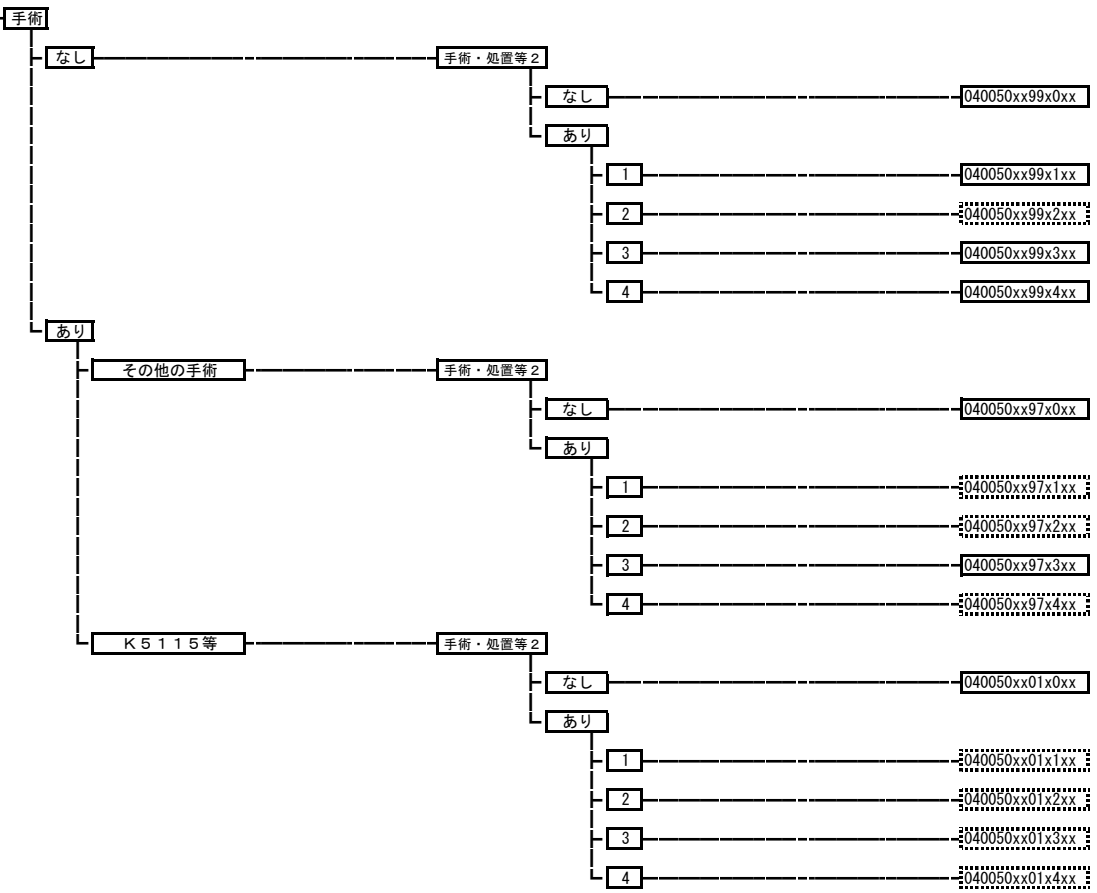 手術
なし 手術・処置等2
なし 040050xx99x0xx
あり
1 040050xx99x1xx
2 040050xx99x2xx
3 040050xx99x3xx
4 040050xx99x4xx
あり
その他の手術 手術・処置等2
なし 040050xx97x0xx
あり
1 040050xx97x1xx
2 040050xx97x2xx
3 040050xx97x3xx
4 040050xx97x4xx
K5115等 手術・処置等2
なし 040050xx01x0xx
あり
1 040050xx01x1xx
2 040050xx01x2xx
3 040050xx01x3xx
4 040050xx01x4xx